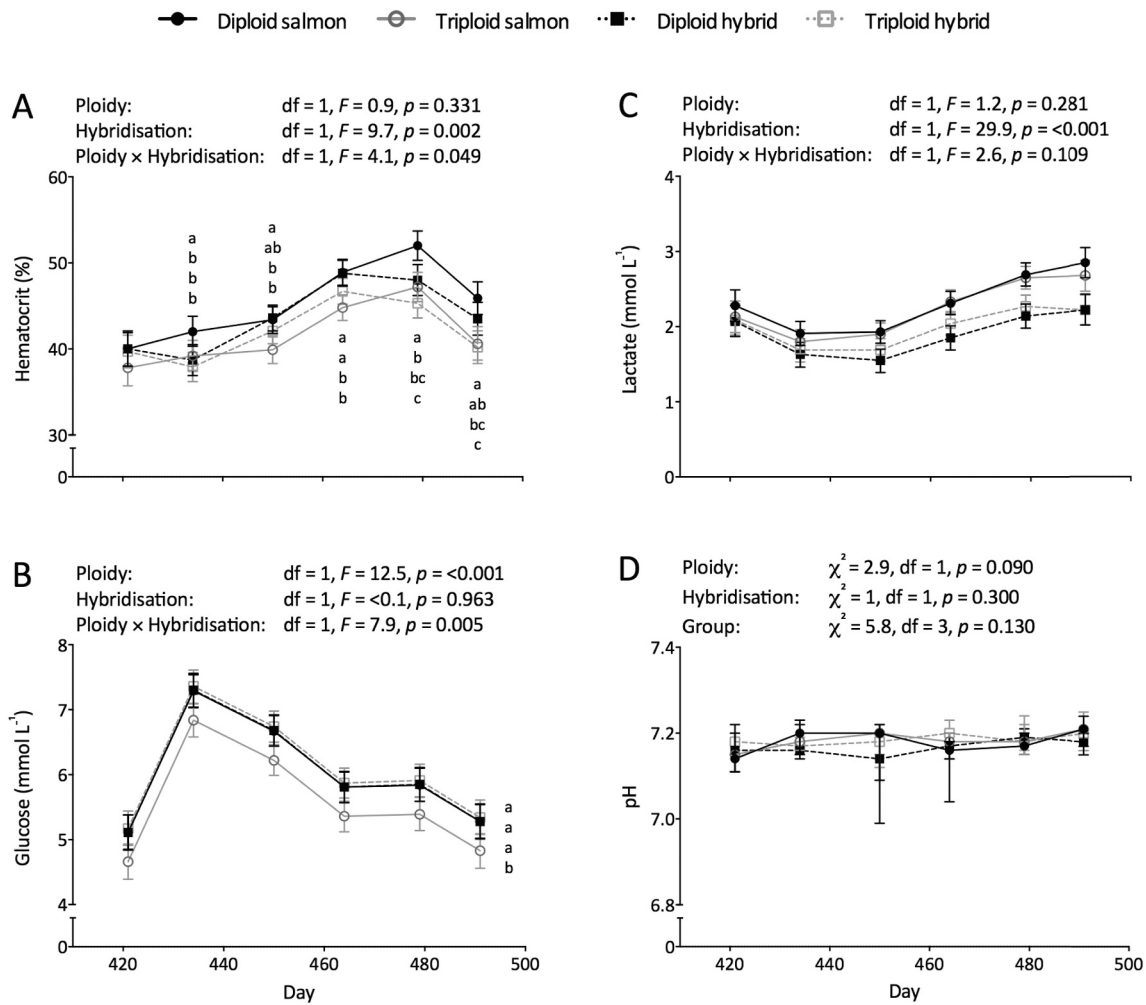 Diploid salmon Triploid salmon Diploid hybrid Triploid hybrid
A
Ploidy: df = 1, F = 0.9, p = 0.331
Hybridisation: df = 1, F = 9.7, p = 0.002
Ploidy × Hybridisation: df = 1, F = 4.1, p = 0.049
60
50
40
30
0
Hematocrit (%)
a
b
b
b
a
ab
b
b
a
a
b
b
a
b
bc
c
a
ab
bc
c
C
Ploidy: df = 1, F = 1.2, p = 0.281
Hybridisation: df = 1, F = 29.9, p = <0.001
Ploidy × Hybridisation: df = 1, F = 2.6, p = 0.109
4
3
2
1
0
Lactate (mmol L⁻¹)
B
Ploidy: df = 1, F = 12.5, p = <0.001
Hybridisation: df = 1, F = <0.1, p = 0.963
Ploidy × Hybridisation: df = 1, F = 7.9, p = 0.005
8
7
6
5
4
0
Glucose (mmol L⁻¹)
a
a
a
b
420 440 460 480 500
Day
D
Ploidy: χ² = 2.9, df = 1, p = 0.090
Hybridisation: χ² = 1, df = 1, p = 0.300
Group: χ² = 5.8, df = 3, p = 0.130
7.4
7.2
7.0
6.8
0
pH
420 440 460 480 500
Day